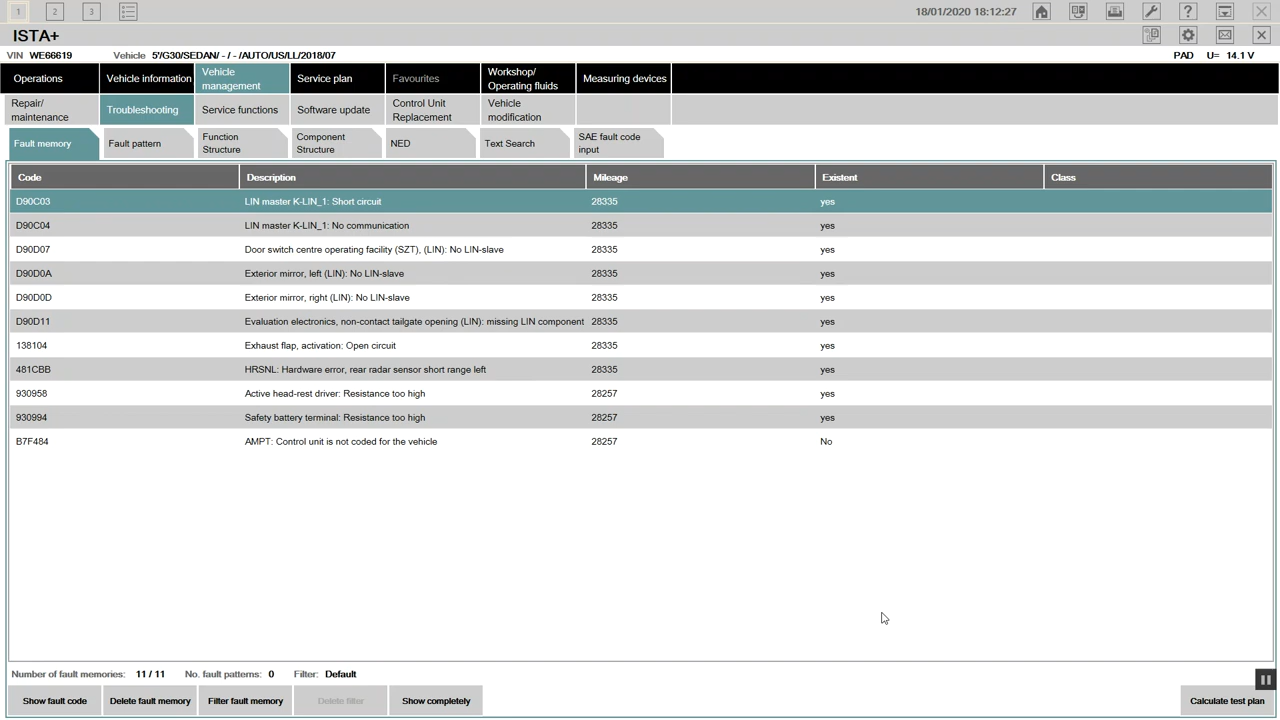 1 2 3 18/01/2020 18:12:27 ?
ISTA+
VIN WE66619 Vehicle 5'/G30/SEDAN/ - / - /AUTO/US/LL/2018/07 PAD U= 14.1 V
Operations Vehicle information Vehicle management Service plan Favourites Workshop/ Operating fluids Measuring devices
Repair/ maintenance Troubleshooting Service functions Software update Control Unit Replacement Vehicle modification
Fault memory Fault pattern Function Structure Component Structure NED Text Search SAE fault code input
Code Description Mileage Existent Class
D90C03 LIN master K-LIN_1: Short circuit 28335 yes
D90C04 LIN master K-LIN_1: No communication 28335 yes
D90D07 Door switch centre operating facility (SZT), (LIN): No LIN-slave 28335 yes
D90D0A Exterior mirror, left (LIN): No LIN-slave 28335 yes
D90D0D Exterior mirror, right (LIN): No LIN-slave 28335 yes
D90D11 Evaluation electronics, non-contact tailgate opening (LIN): missing LIN component 28335 yes
138104 Exhaust flap, activation: Open circuit 28335 yes
481CBB HRSNL: Hardware error, rear radar sensor short range left 28335 yes
930958 Active head-rest driver: Resistance too high 28257 yes
930994 Safety battery terminal: Resistance too high 28257 yes
B7F484 AMPT: Control unit is not coded for the vehicle 28257 No
Number of fault memories: 11 / 11 No. fault patterns: 0 Filter: Default
Show fault code Delete fault memory Filter fault memory Delete filter Show completely Calculate test plan